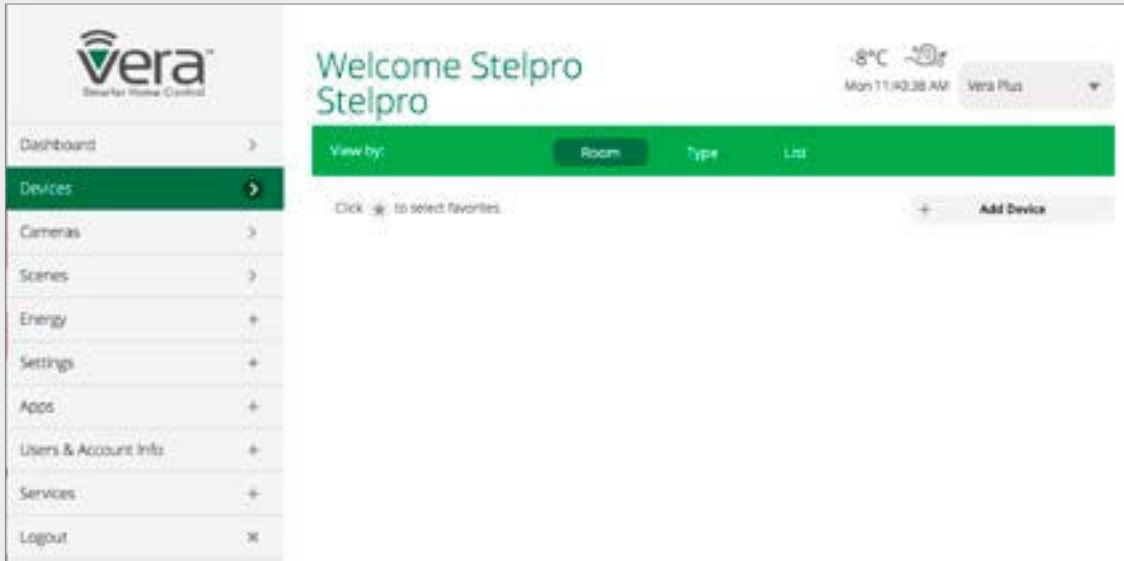 vera™
Smarter Home Control
Welcome Stelpro
Stelpro
-8°C
Mon 11:40:38 AM
Vera Plus
Dashboard
Devices
Cameras
Scenes
Energy
Settings
Apps
Users & Account Info
Services
Logout
View by: Room Type List
Click ★ to select favorites
+ Add Device